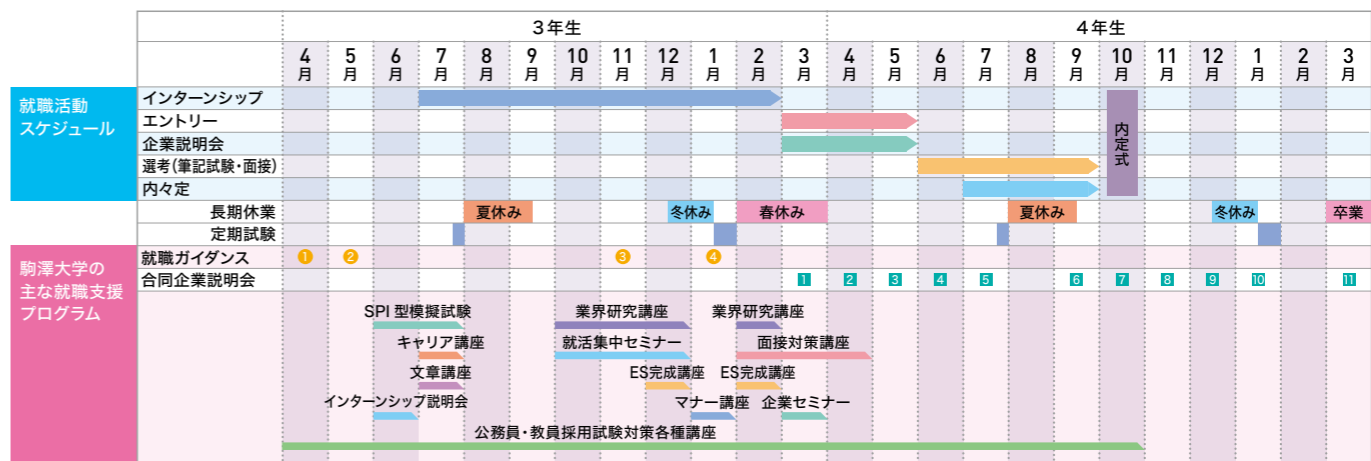 3年生 4年生
4月 5月 6月 7月 8月 9月 10月 11月 12月 1月 2月 3月 4月 5月 6月 7月 8月 9月 10月 11月 12月 1月 2月 3月
就職活動
スケジュール
インターンシップ
エントリー
企業説明会
選考(筆記試験・面接)
内々定
内定式
長期休業 夏休み 冬休み 春休み 夏休み 冬休み 卒業
定期試験
駒澤大学の
主な就職支援
プログラム
就職ガイダンス ❶ ❷ ❸ ❹
合同企業説明会 1 2 3 4 5 6 7 8 9 10 11
SPI型模擬試験 業界研究講座 業界研究講座
キャリア講座 就活集中セミナー 面接対策講座
文章講座 ES完成講座 ES完成講座
インターンシップ説明会 マナー講座 企業セミナー
公務員・教員採用試験対策各種講座